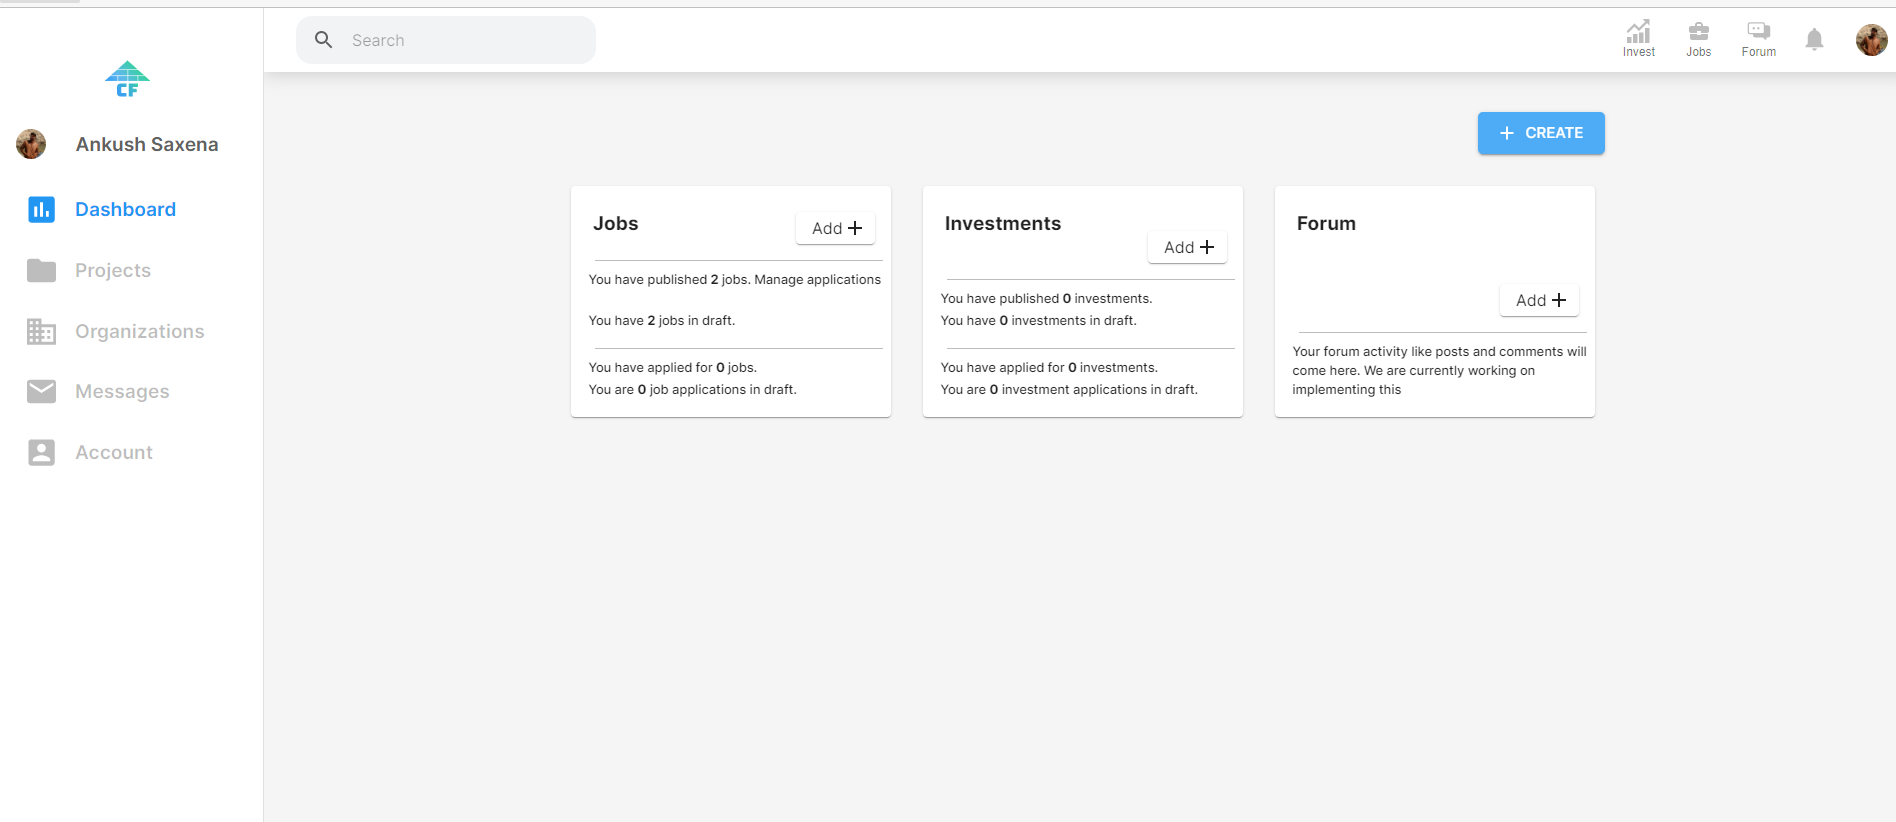 Search
Invest
Jobs
Forum
CF
Ankush Saxena
Dashboard
Projects
Organizations
Messages
Account
+ CREATE
Jobs
Add +
You have published 2 jobs. Manage applications
You have 2 jobs in draft.
You have applied for 0 jobs.
You are 0 job applications in draft.
Investments
Add +
You have published 0 investments.
You have 0 investments in draft.
You have applied for 0 investments.
You are 0 investment applications in draft.
Forum
Add +
Your forum activity like posts and comments will
come here. We are currently working on
implementing this